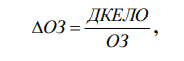 ΔОЗ = ДКЕЛО / ОЗ ,